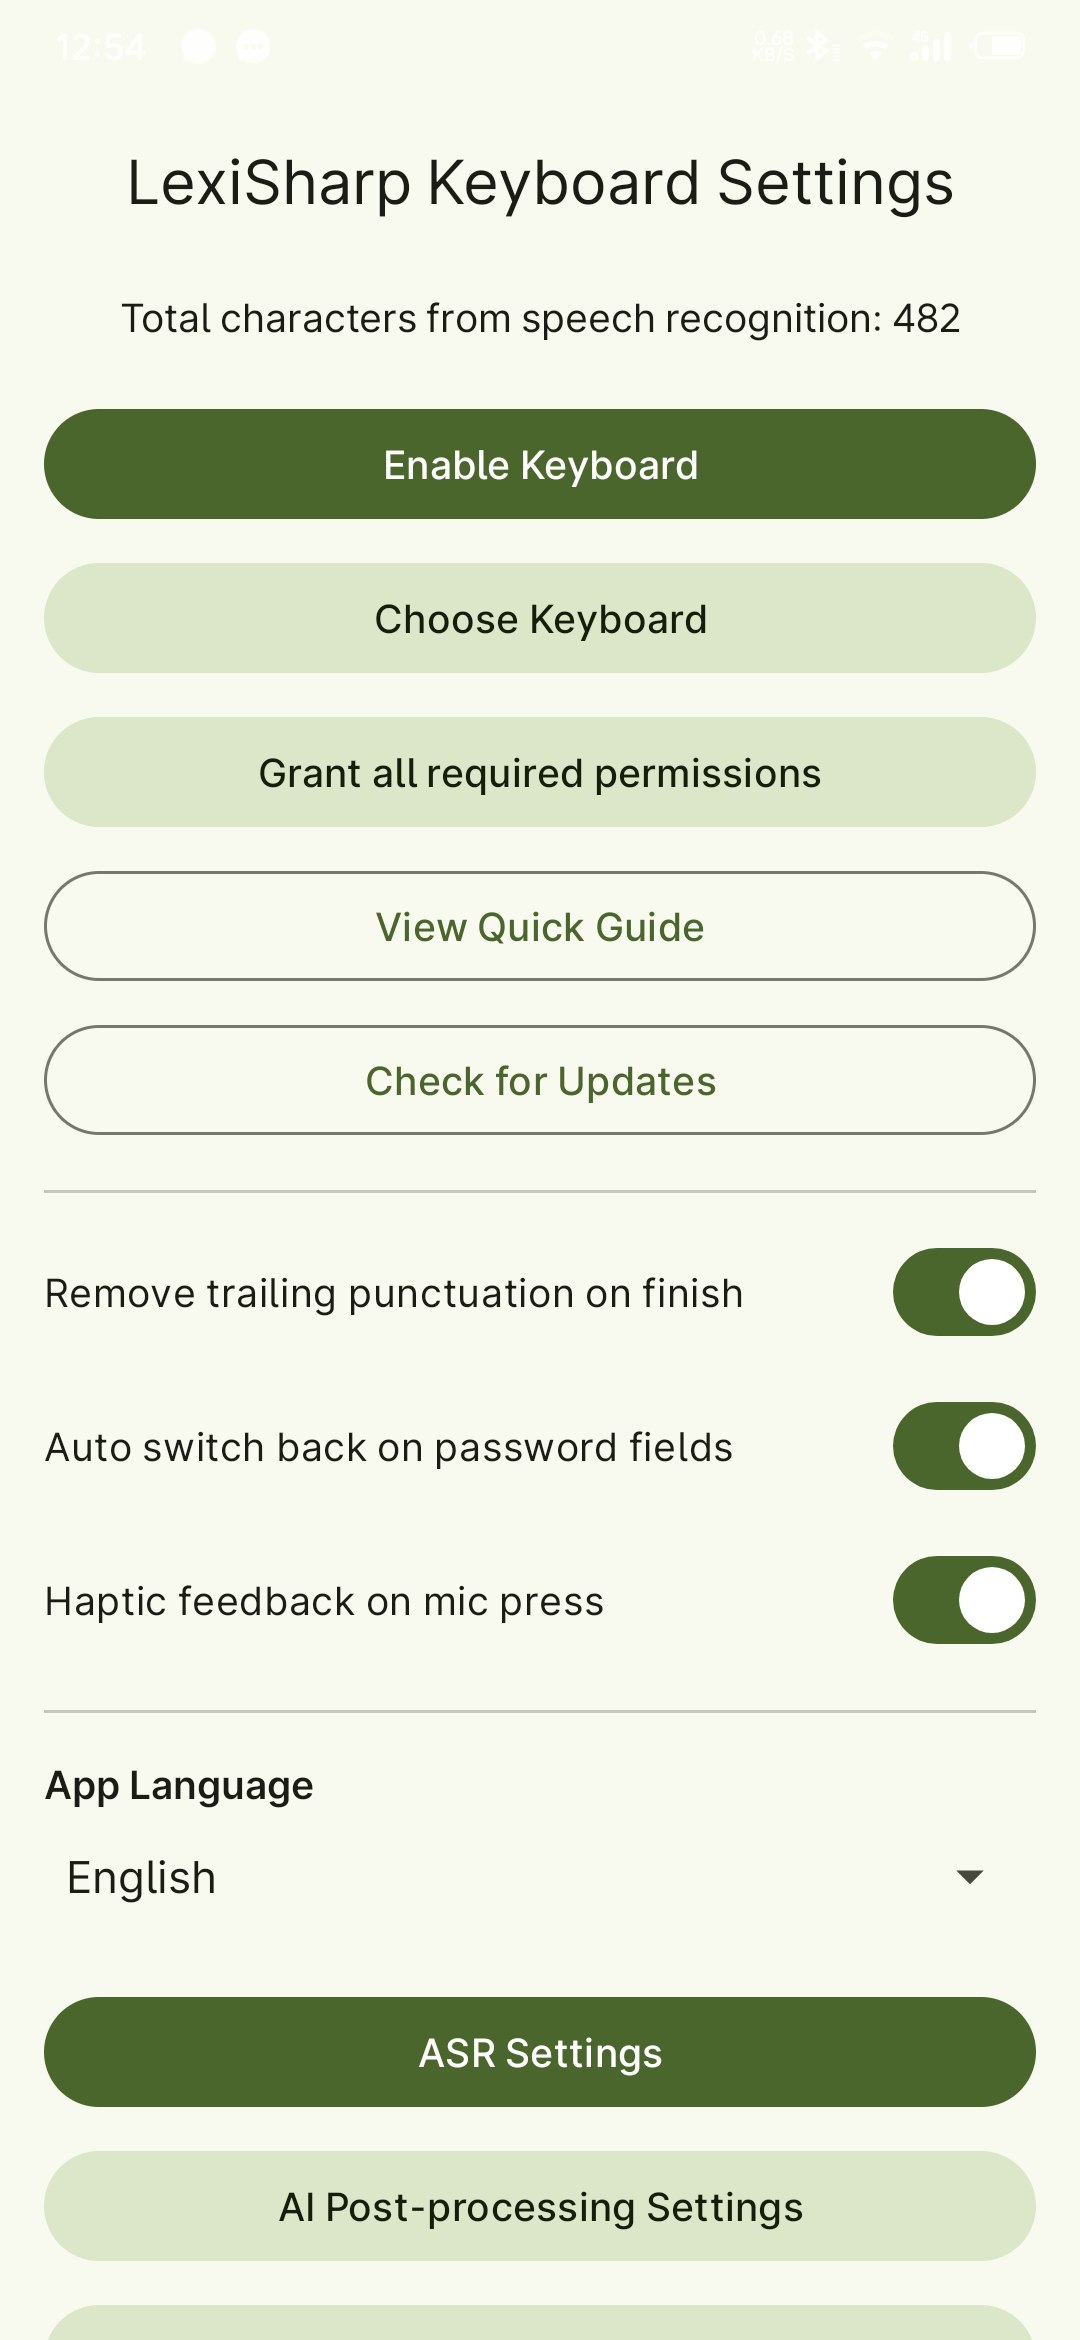 12:54
0.68
KB/S
4G
LexiSharp Keyboard Settings
Total characters from speech recognition: 482
Enable Keyboard
Choose Keyboard
Grant all required permissions
View Quick Guide
Check for Updates
Remove trailing punctuation on finish
Auto switch back on password fields
Haptic feedback on mic press
App Language
English
ASR Settings
AI Post-processing Settings